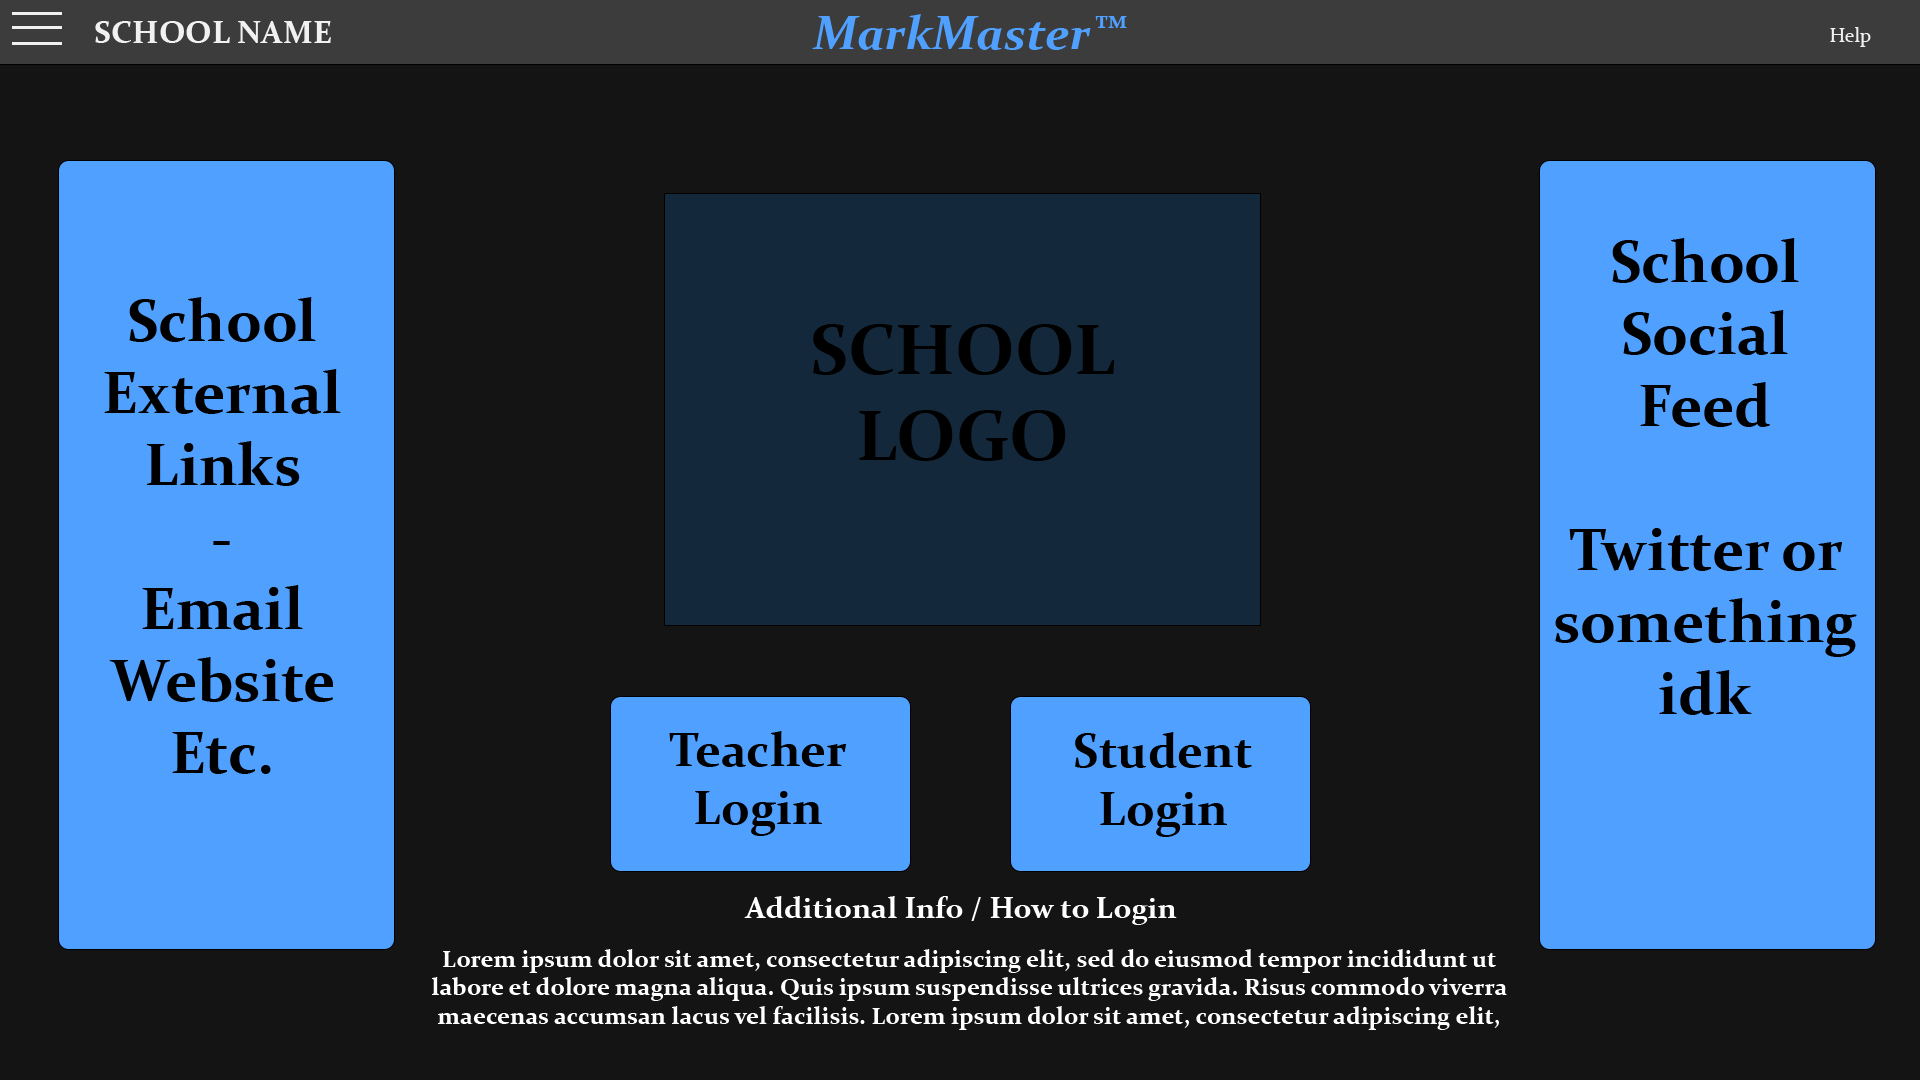 SCHOOL NAME
MarkMaster™
Help
School
External
Links
-
Email
Website
Etc.
SCHOOL
LOGO
School
Social
Feed
Twitter or
something
idk
Teacher
Login
Student
Login
Additional Info / How to Login
Lorem ipsum dolor sit amet, consectetur adipiscing elit, sed do eiusmod tempor incididunt ut
labore et dolore magna aliqua. Quis ipsum suspendisse ultrices gravida. Risus commodo viverra
maecenas accumsan lacus vel facilisis. Lorem ipsum dolor sit amet, consectetur adipiscing elit,